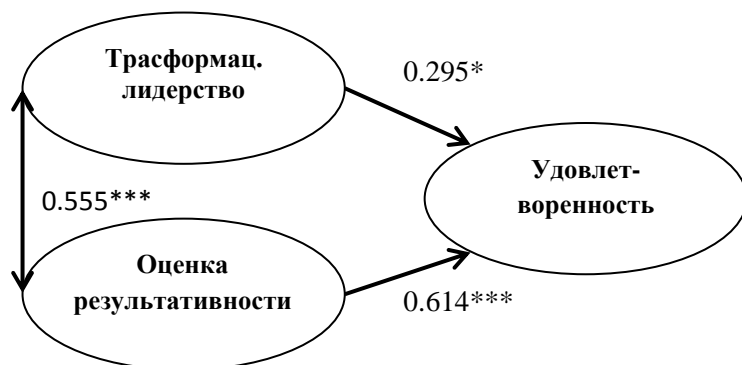 Трасформац.
лидерство
0.295*
Удовлет-
воренность
0.555***
Оценка
результативности
0.614***